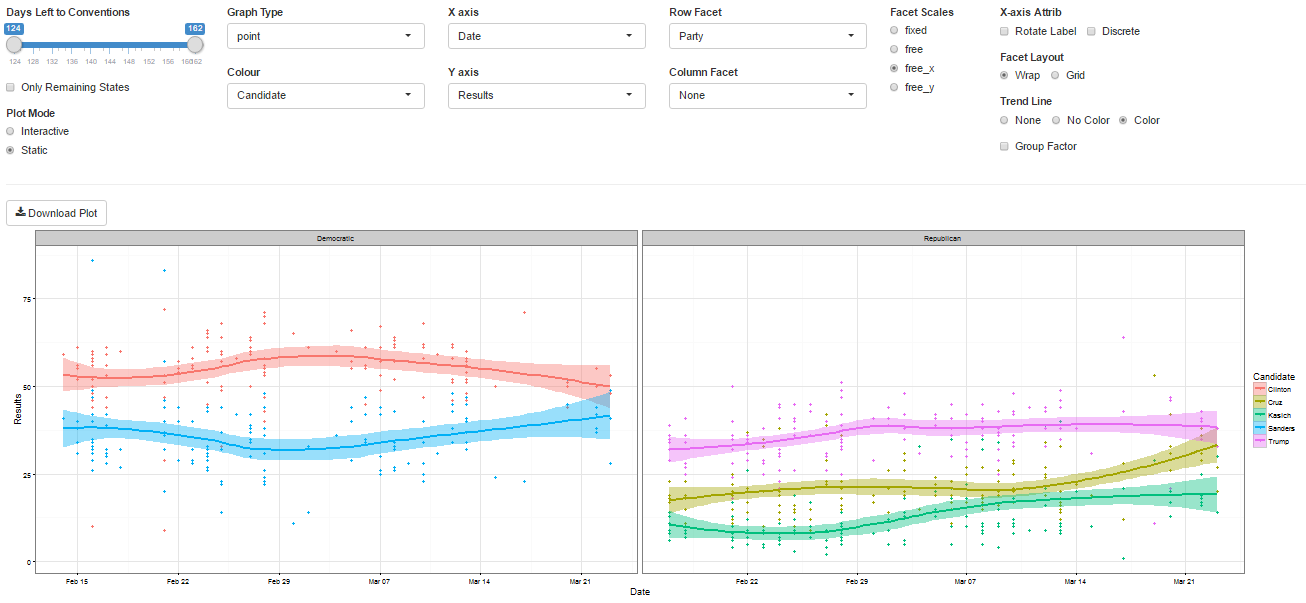 Days Left to Conventions
124 162
124 128 132 136 140 144 148 152 156 160 162
Only Remaining States
Plot Mode
Interactive
Static
Graph Type
point
Colour
Candidate
X axis
Date
Y axis
Results
Row Facet
Party
Column Facet
None
Facet Scales
fixed
free
free_x
free_y
X-axis Attrib
Rotate Label Discrete
Facet Layout
Wrap Grid
Trend Line
None No Color Color
Group Factor
Download Plot
Democratic Republican
75
50
25
0
Results
Feb 15 Feb 22 Feb 29 Mar 07 Mar 14 Mar 21
Feb 22 Feb 29 Mar 07 Mar 14 Mar 21
Date
Candidate
Clinton
Cruz
Kasich
Sanders
Trump